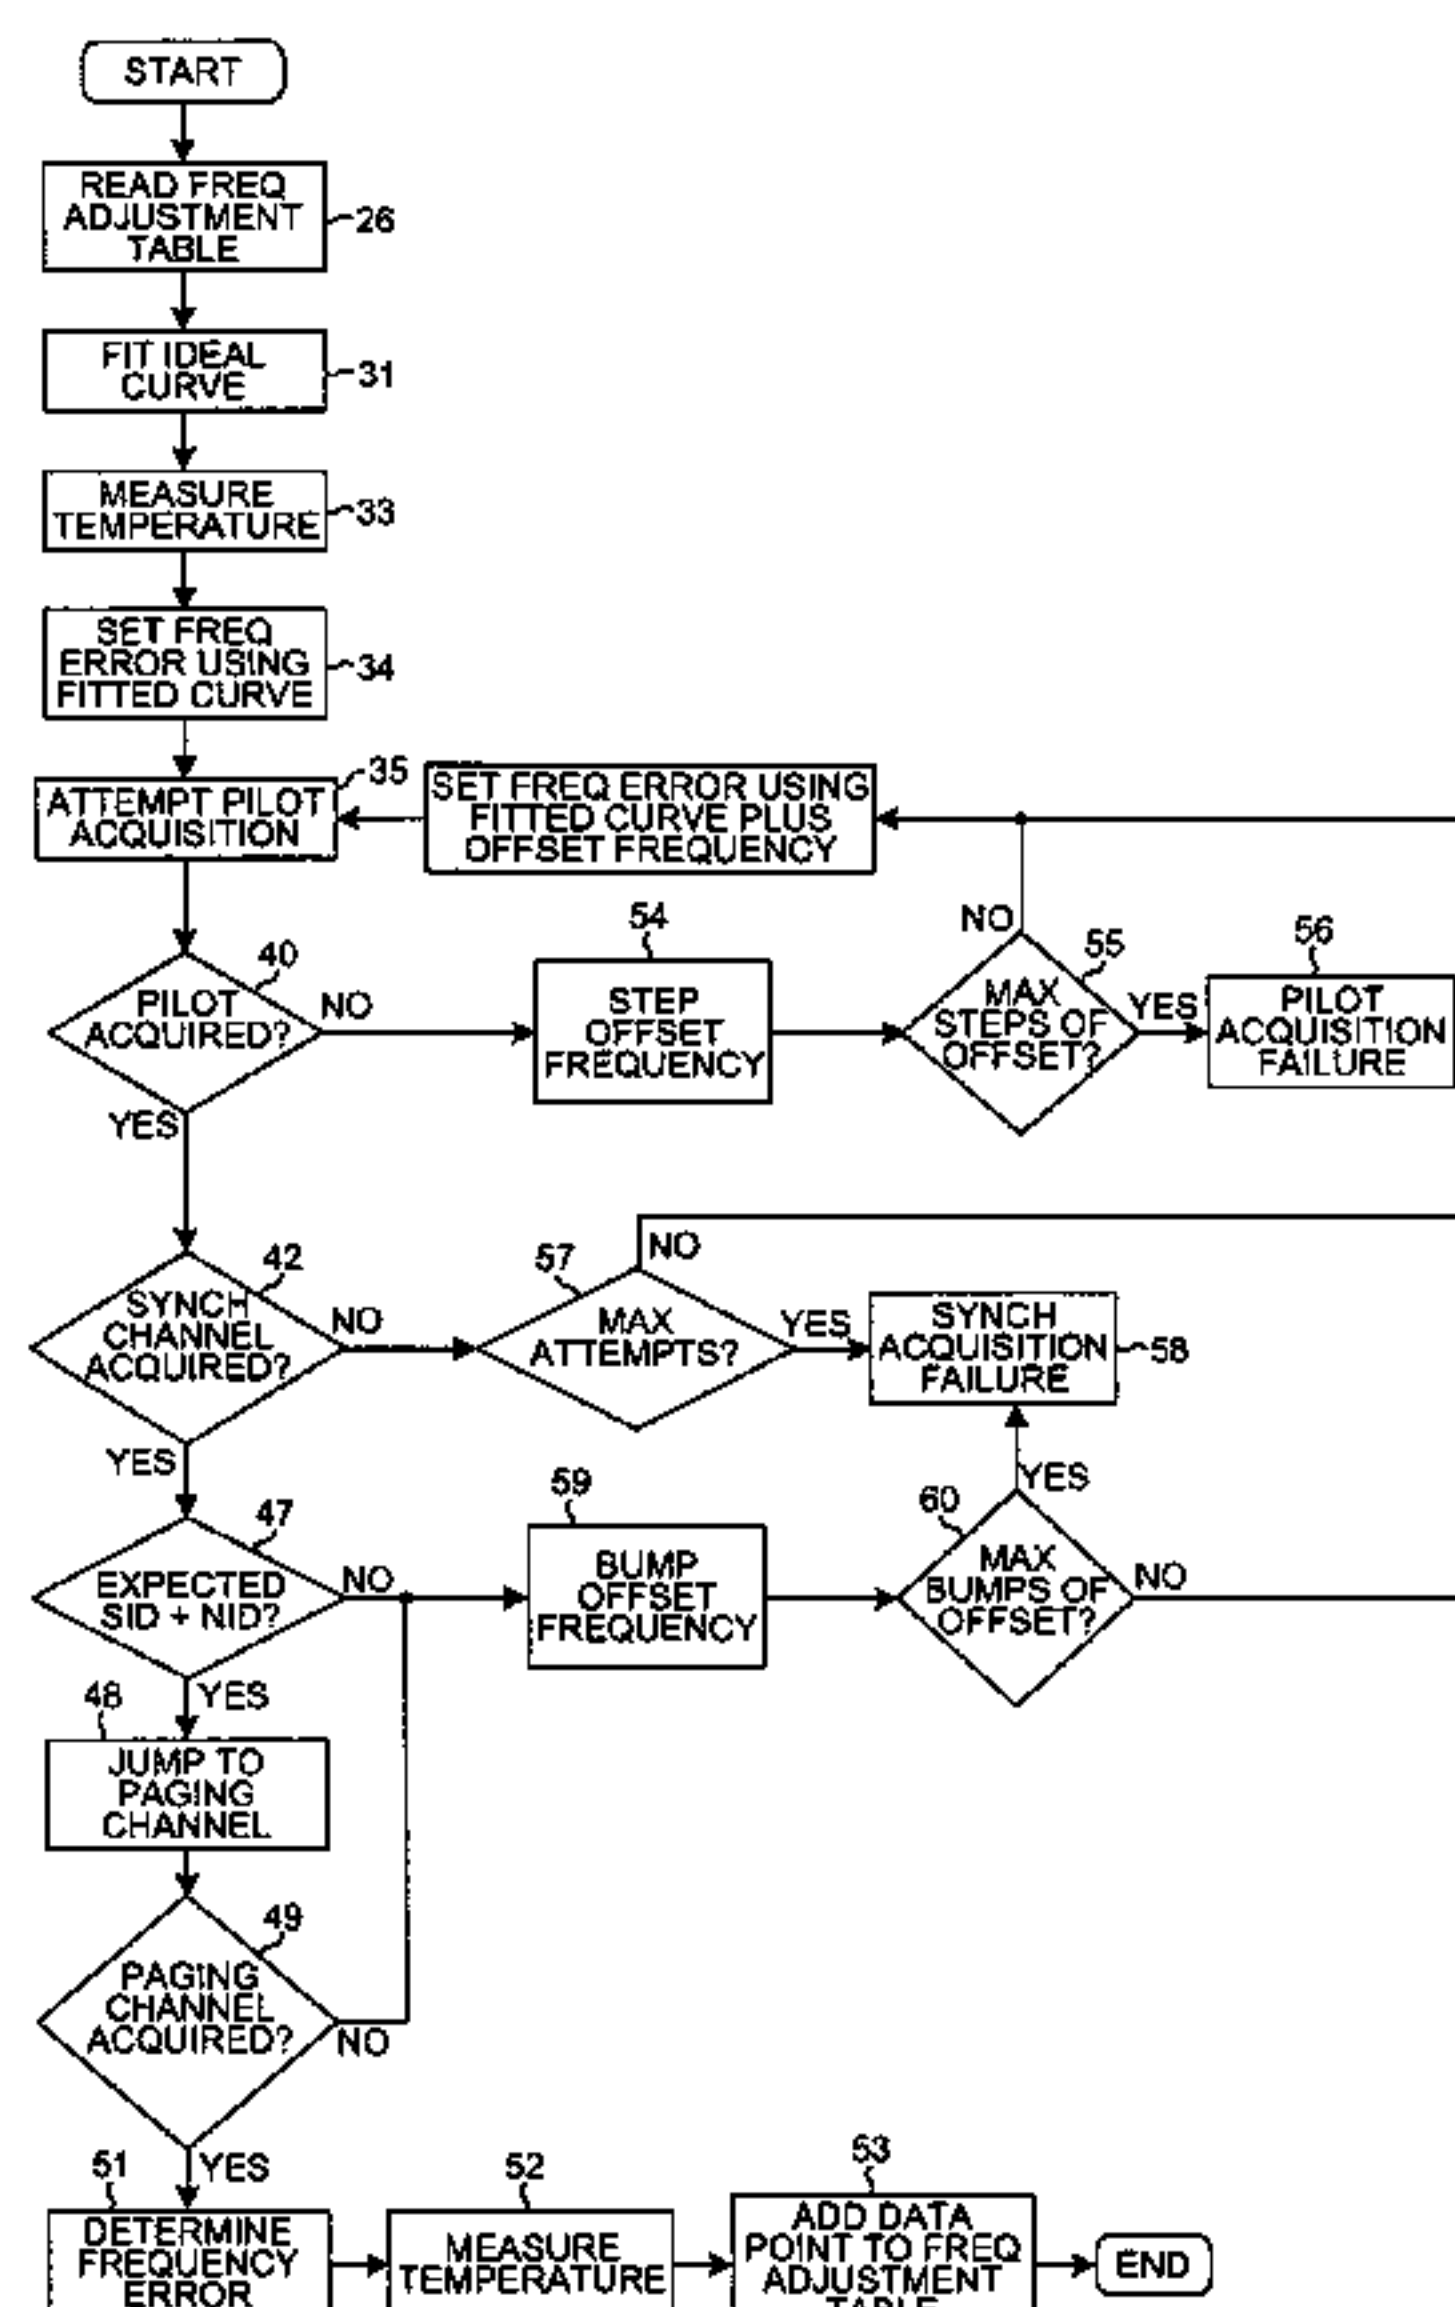 START
READ FREQ
ADJUSTMENT
TABLE
26
FIT IDEAL
CURVE
31
MEASURE
TEMPERATURE
33
SET FREQ
ERROR USING
FITTED CURVE
34
ATTEMPT PILOT
ACQUISITION
35
SET FREQ ERROR USING
FITTED CURVE PLUS
OFFSET FREQUENCY
PILOT
ACQUIRED?
40
NO
YES
54
STEP
OFFSET
FREQUENCY
NO
55
MAX
STEPS OF
OFFSET?
YES
56
PILOT
ACQUISITION
FAILURE
42
SYNCH
CHANNEL
ACQUIRED?
NO
YES
57
NO
MAX
ATTEMPTS?
YES
SYNCH
ACQUISITION
FAILURE
58
47
EXPECTED
SID + NID?
NO
YES
59
BUMP
OFFSET
FREQUENCY
60
YES
MAX
BUMPS OF
OFFSET?
NO
48
JUMP TO
PAGING
CHANNEL
49
PAGING
CHANNEL
ACQUIRED?
NO
YES
51
DETERMINE
FREQUENCY
ERROR
52
MEASURE
TEMPERATURE
53
ADD DATA
POINT TO FREQ
ADJUSTMENT
TABLE
END